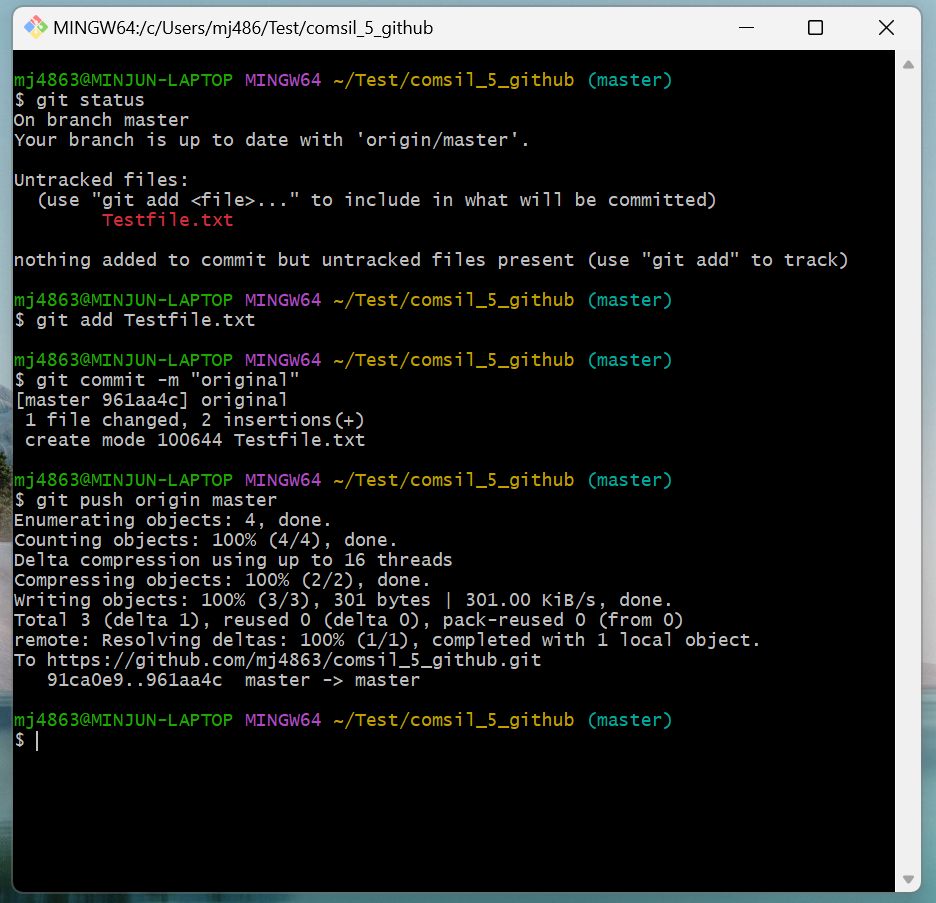 MINGW64:/c/Users/mj486/Test/comsil_5_github
mj4863@MINJUN-LAPTOP MINGW64 ~/Test/comsil_5_github (master)
$ git status
On branch master
Your branch is up to date with 'origin/master'.
Untracked files:
  (use "git add <file>..." to include in what will be committed)
        Testfile.txt
nothing added to commit but untracked files present (use "git add" to track)
mj4863@MINJUN-LAPTOP MINGW64 ~/Test/comsil_5_github (master)
$ git add Testfile.txt
mj4863@MINJUN-LAPTOP MINGW64 ~/Test/comsil_5_github (master)
$ git commit -m "original"
[master 961aa4c] original
 1 file changed, 2 insertions(+)
 create mode 100644 Testfile.txt
mj4863@MINJUN-LAPTOP MINGW64 ~/Test/comsil_5_github (master)
$ git push origin master
Enumerating objects: 4, done.
Counting objects: 100% (4/4), done.
Delta compression using up to 16 threads
Compressing objects: 100% (2/2), done.
Writing objects: 100% (3/3), 301 bytes | 301.00 KiB/s, done.
Total 3 (delta 1), reused 0 (delta 0), pack-reused 0 (from 0)
remote: Resolving deltas: 100% (1/1), completed with 1 local object.
To https://github.com/mj4863/comsil_5_github.git
   91ca0e9..961aa4c  master -> master
mj4863@MINJUN-LAPTOP MINGW64 ~/Test/comsil_5_github (master)
$